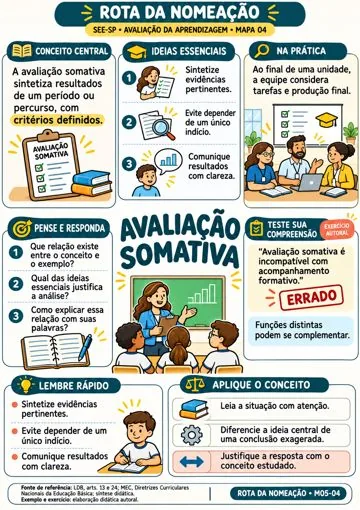 ROTA DA NOMEAÇÃO
SEE-SP • AVALIAÇÃO DA APRENDIZAGEM • MAPA 04
CONCEITO CENTRAL
A avaliação somativa
sintetiza resultados
de um período ou
percurso, com
critérios definidos.
AVALIAÇÃO
SOMATIVA
IDEIAS ESSENCIAIS
1
Sintetize
evidências
pertinentes.
2
Evite depender
de um único
indício.
3
Comunique
resultados
com clareza.
NA PRÁTICA
Ao final de uma unidade,
a equipe considera
tarefas e produção final.
PENSE E RESPONDA
1
Que relação existe
entre o conceito e
o exemplo?
2
Qual das ideias
essenciais justifica
a análise?
3
Como explicar essa
relação com suas
palavras?
AVALIAÇÃO
SOMATIVA
TESTE SUA
COMPREENSÃO
EXERCÍCIO
AUTORAL
“Avaliação somativa é
incompatível com
acompanhamento
formativo.”
ERRADO
Funções distintas
podem se complementar.
LEMBRE RÁPIDO
• Sintetize evidências
pertinentes.
• Evite depender de um
único indício.
• Comunique resultados
com clareza.
APLIQUE O CONCEITO
Leia a situação com atenção.
Diferencie a ideia central de
uma conclusão exagerada.
Justifique a resposta com o
conceito estudado.
Fonte de referência: LDB, arts. 13 e 24; MEC, Diretrizes Curriculares
Nacionais da Educação Básica; síntese didática.
Exemplo e exercício: elaboração didática autoral.
ROTA DA NOMEAÇÃO • M05-04